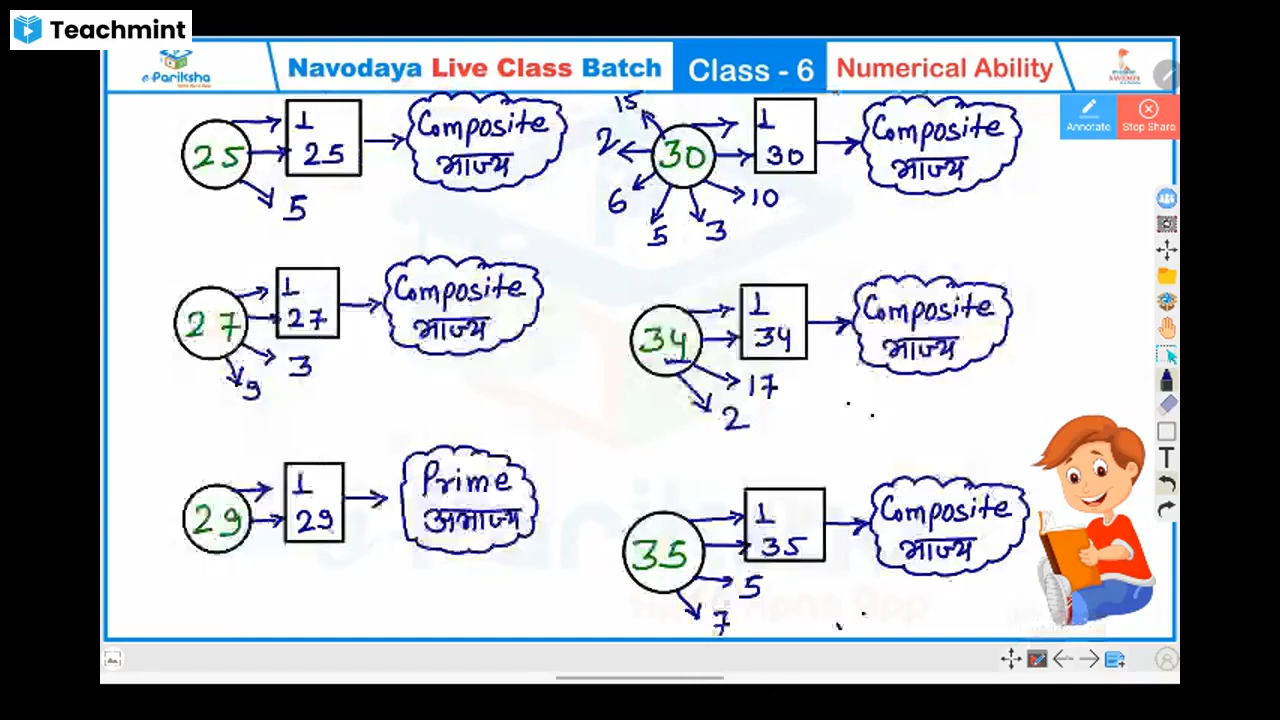 Teachmint
e-Pariksha
Navodaya Live Class Batch
Class - 6
Numerical Ability
Annotate
Stop Share
25
1
25
5
Composite
भाज्य
30
1
30
15
2
6
5
3
10
Composite
भाज्य
27
1
27
3
9
Composite
भाज्य
34
1
34
17
2
Composite
भाज्य
29
1
29
Prime
अभाज्य
35
1
35
5
7
Composite
भाज्य
T